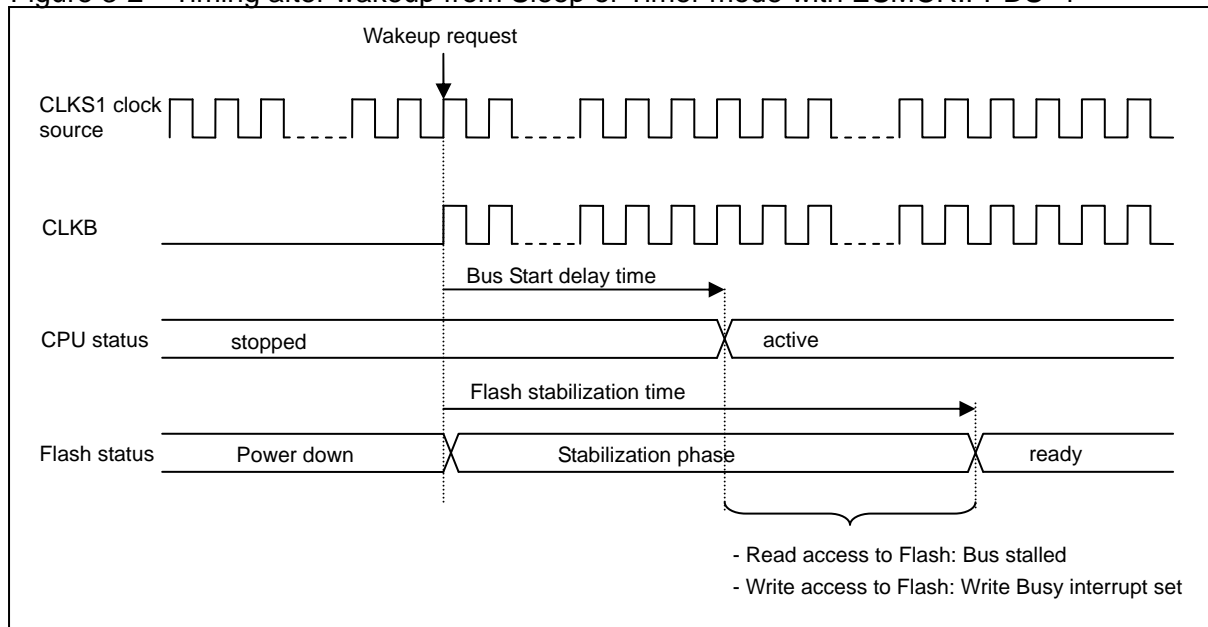 Wakeup request
CLKS1 clock
source
CLKB
Bus Start delay time
CPU status
stopped
active
Flash stabilization time
Flash status
Power down
Stabilization phase
ready
- Read access to Flash: Bus stalled
- Write access to Flash: Write Busy interrupt set